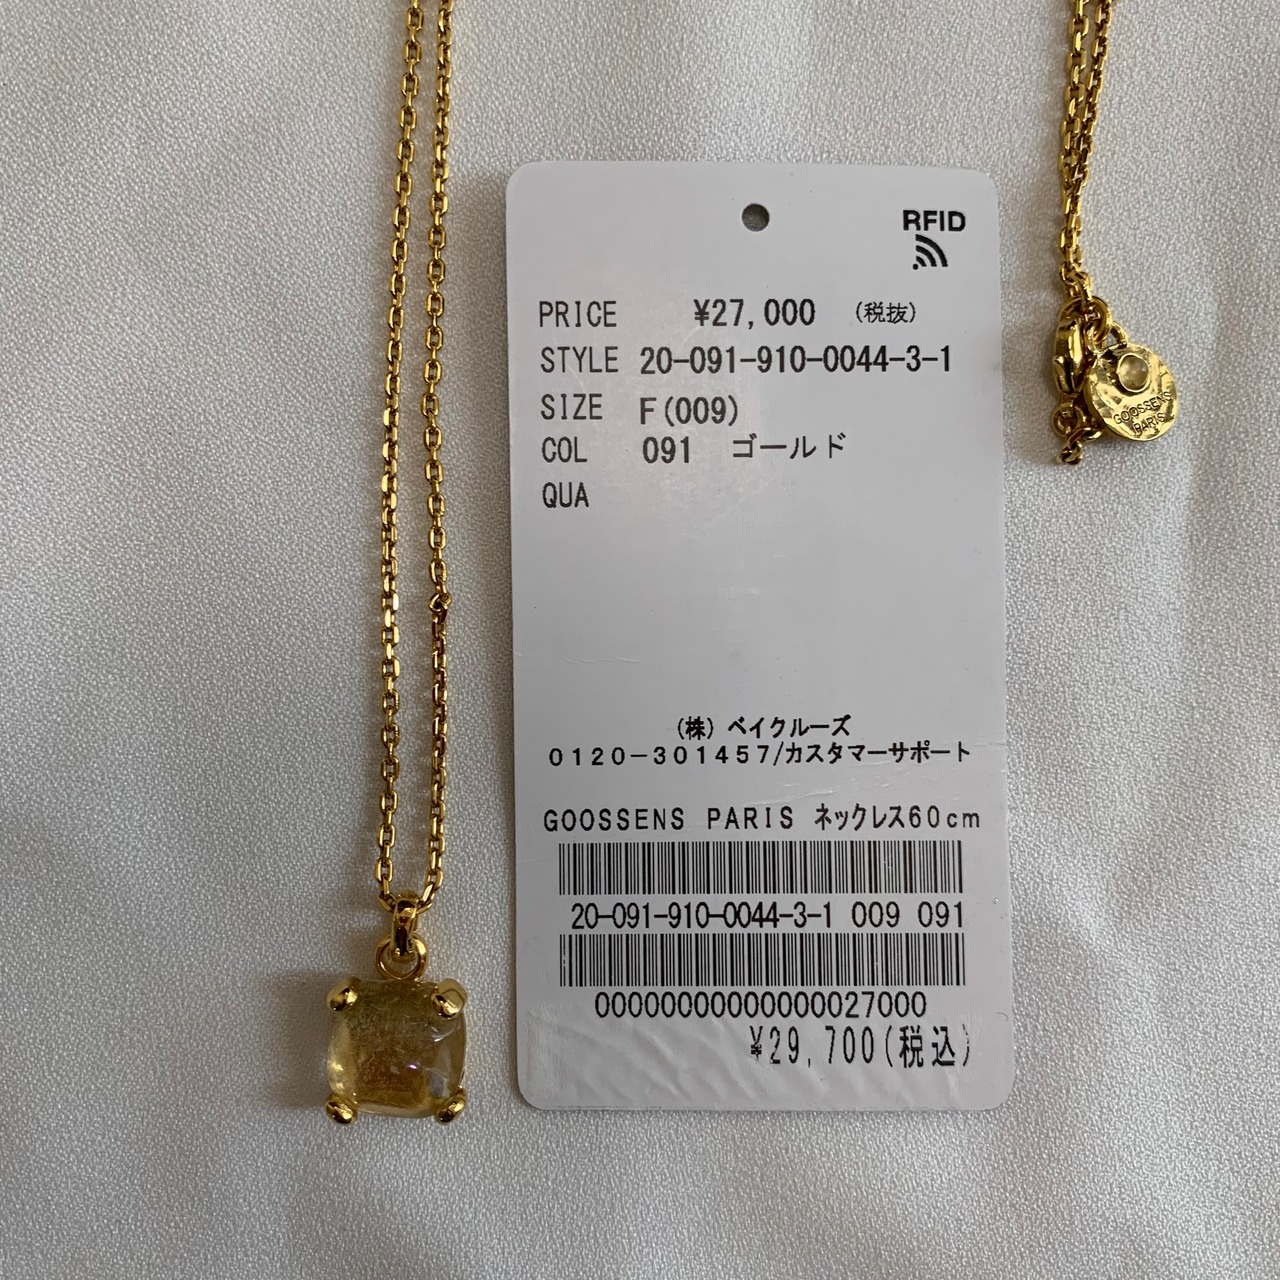 RFID
PRICE ¥27,000 (税抜)
STYLE 20-091-910-0044-3-1
SIZE F(009)
COL 091 ゴールド
QUA
(株) ベイクルーズ
0120-301457/カスタマーサポート
GOOSSENS PARIS ネックレス60cm
20-091-910-0044-3-1 009 091
00000000000000027000
¥29,700(税込)
GOOSSENS
PARIS